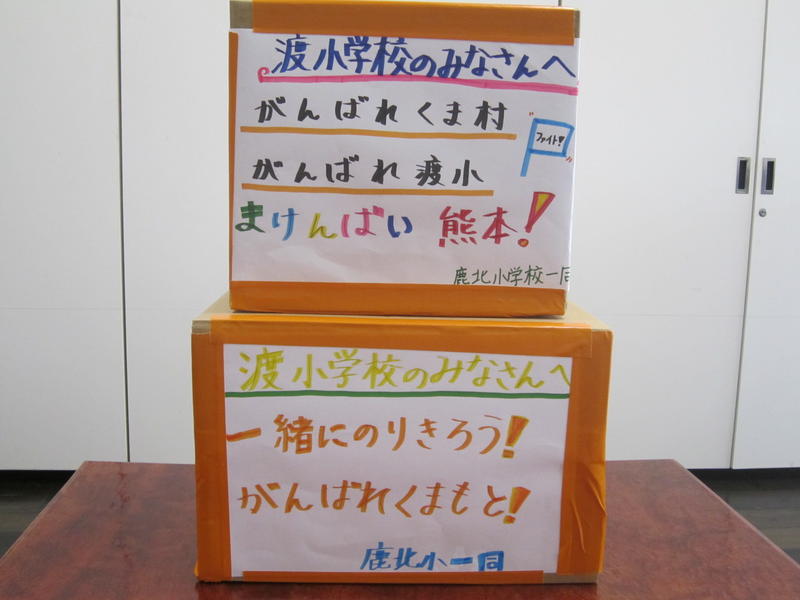 渡小学校のみなさんへ
がんばれくま村
"ファイト!"
がんばれ渡小
まけんばい 熊本!
鹿北小学校一同
渡小学校のみなさんへ
一緒にのりきろう!
がんばれくまもと!
鹿北小一同